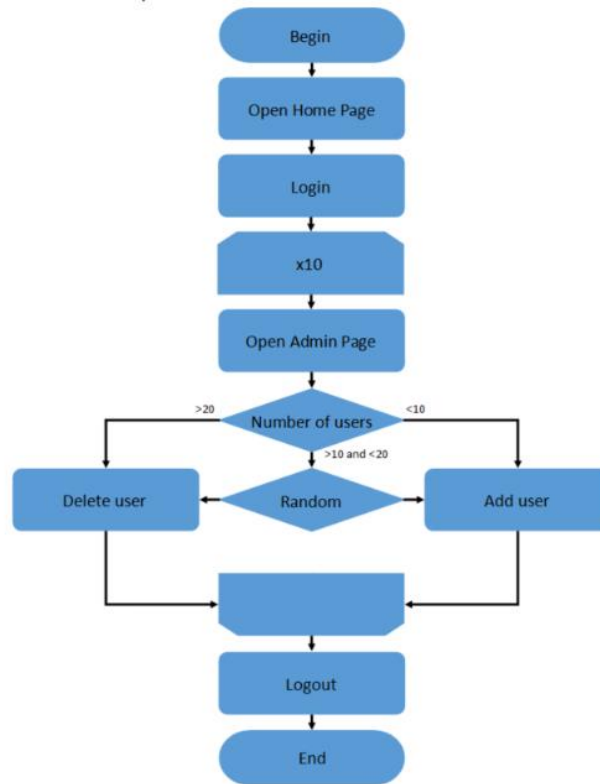 Begin
Open Home Page
Login
x10
Open Admin Page
>20
Number of users
<10
>10 and <20
Delete user
Random
Add user
Logout
End